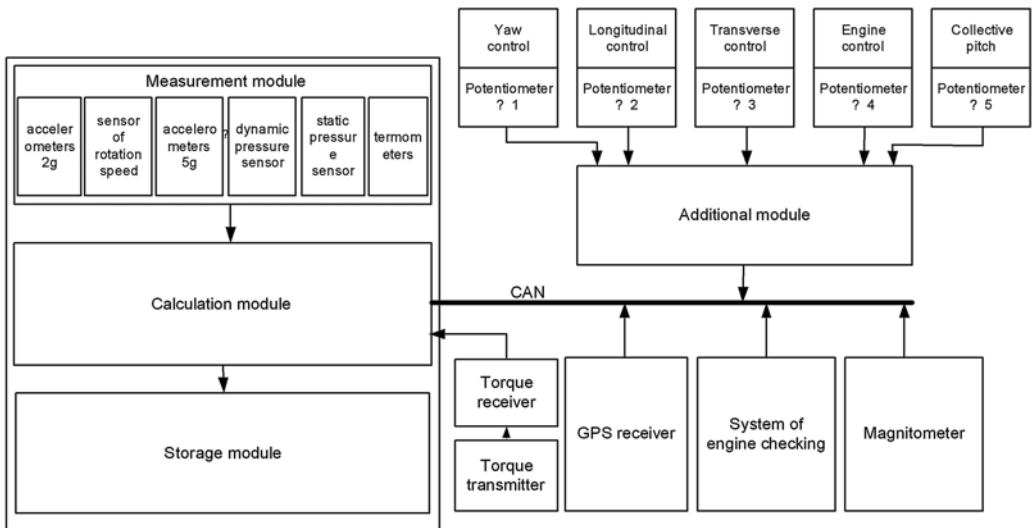 Measurement module
acceler
ometers
2g
sensor
of
rotation
speed
accelero
meters
5g
?
dynamic
pressure
sensor
static
pressur
e
sensor
termom
eters
Calculation module
Storage module
Yaw
control
Potentiometer
? 1
Longitudinal
control
Potentiometer
? 2
Transverse
control
Potentiometer
? 3
Engine
control
Potentiometer
? 4
Collective
pitch
Potentiometer
? 5
Additional module
CAN
Torque
receiver
Torque
transmitter
GPS receiver
System of
engine checking
Magnitometer